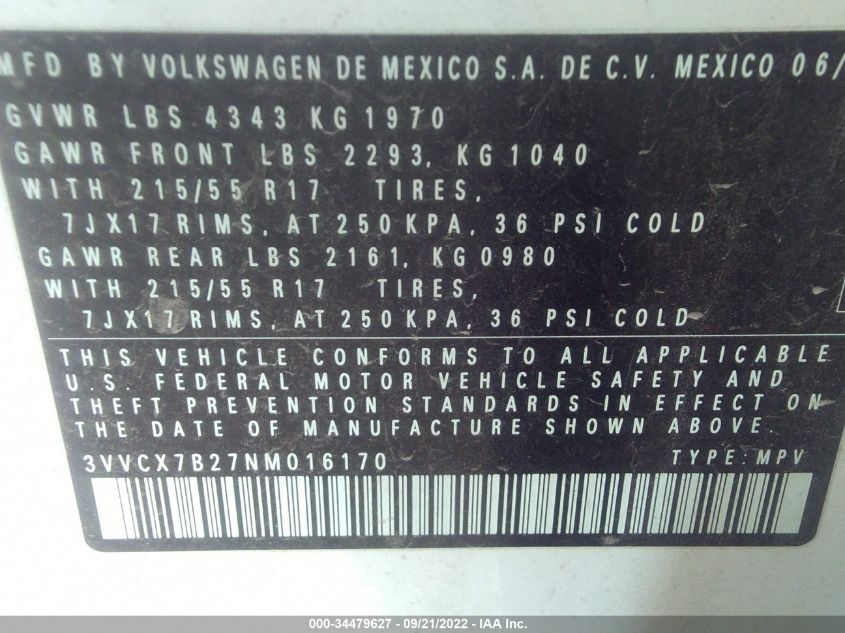 MFD BY VOLKSWAGEN DE MEXICO S.A. DE C.V. MEXICO 06/
GVWR LBS 4343 KG 1970
GAWR FRONT LBS 2293, KG 1040
WITH 215/55 R17 TIRES,
7JX17 RIMS, AT 250 KPA, 36 PSI COLD
GAWR REAR LBS 2161, KG 0980
WITH 215/55 R17 TIRES,
7JX17 RIMS, AT 250 KPA, 36 PSI COLD
THIS VEHICLE CONFORMS TO ALL APPLICABLE
U.S. FEDERAL MOTOR VEHICLE SAFETY AND
THEFT PREVENTION STANDARDS IN EFFECT ON
THE DATE OF MANUFACTURE SHOWN ABOVE.
3VVCX7B27NM016170 TYPE: MPV
000-34479627 - 09/21/2022 - IAA Inc.